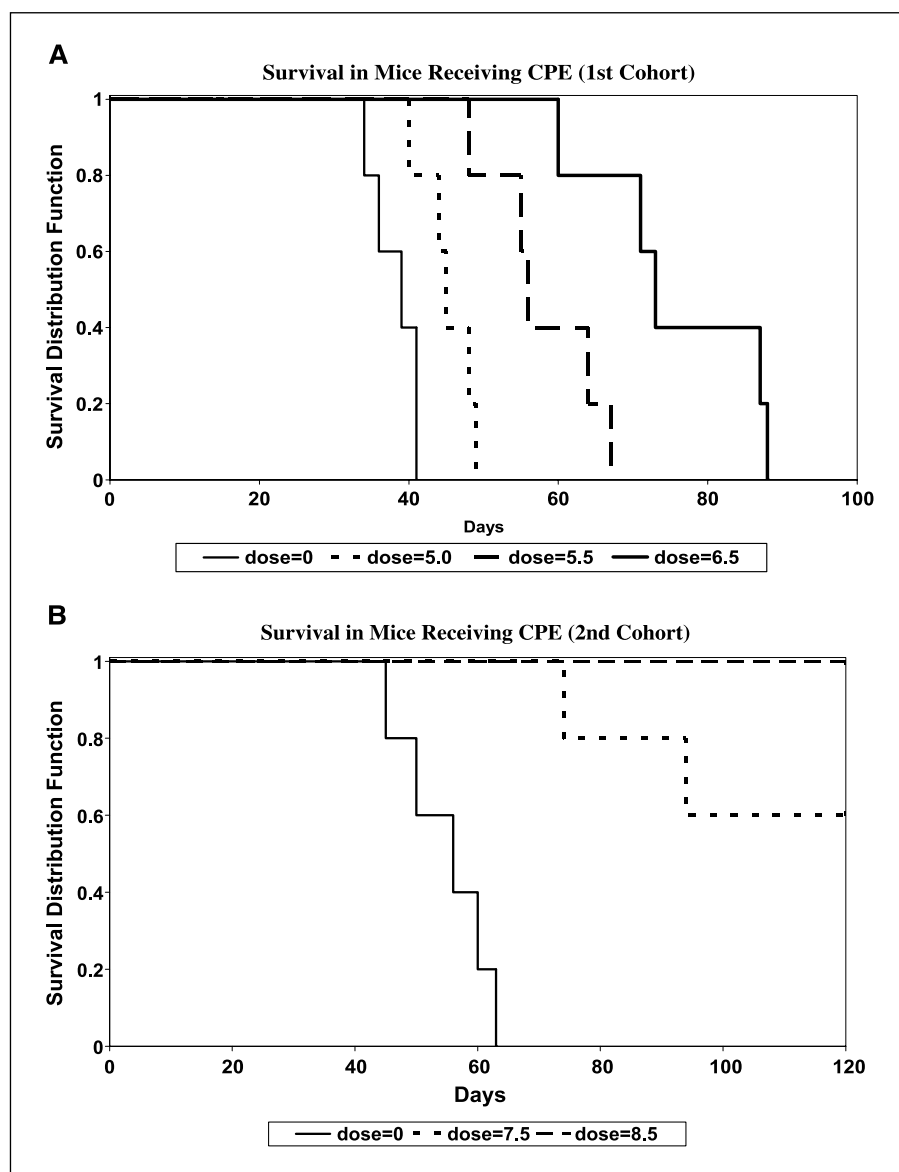 A
Survival in Mice Receiving CPE (1st Cohort)
Survival Distribution Function
1
0.8
0.6
0.4
0.2
0
0 20 40 60 80 100
Days
dose=0 dose=5.0 dose=5.5 dose=6.5
B
Survival in Mice Receiving CPE (2nd Cohort)
Survival Distribution Function
1
0.8
0.6
0.4
0.2
0
0 20 40 60 80 100 120
Days
dose=0 dose=7.5 dose=8.5